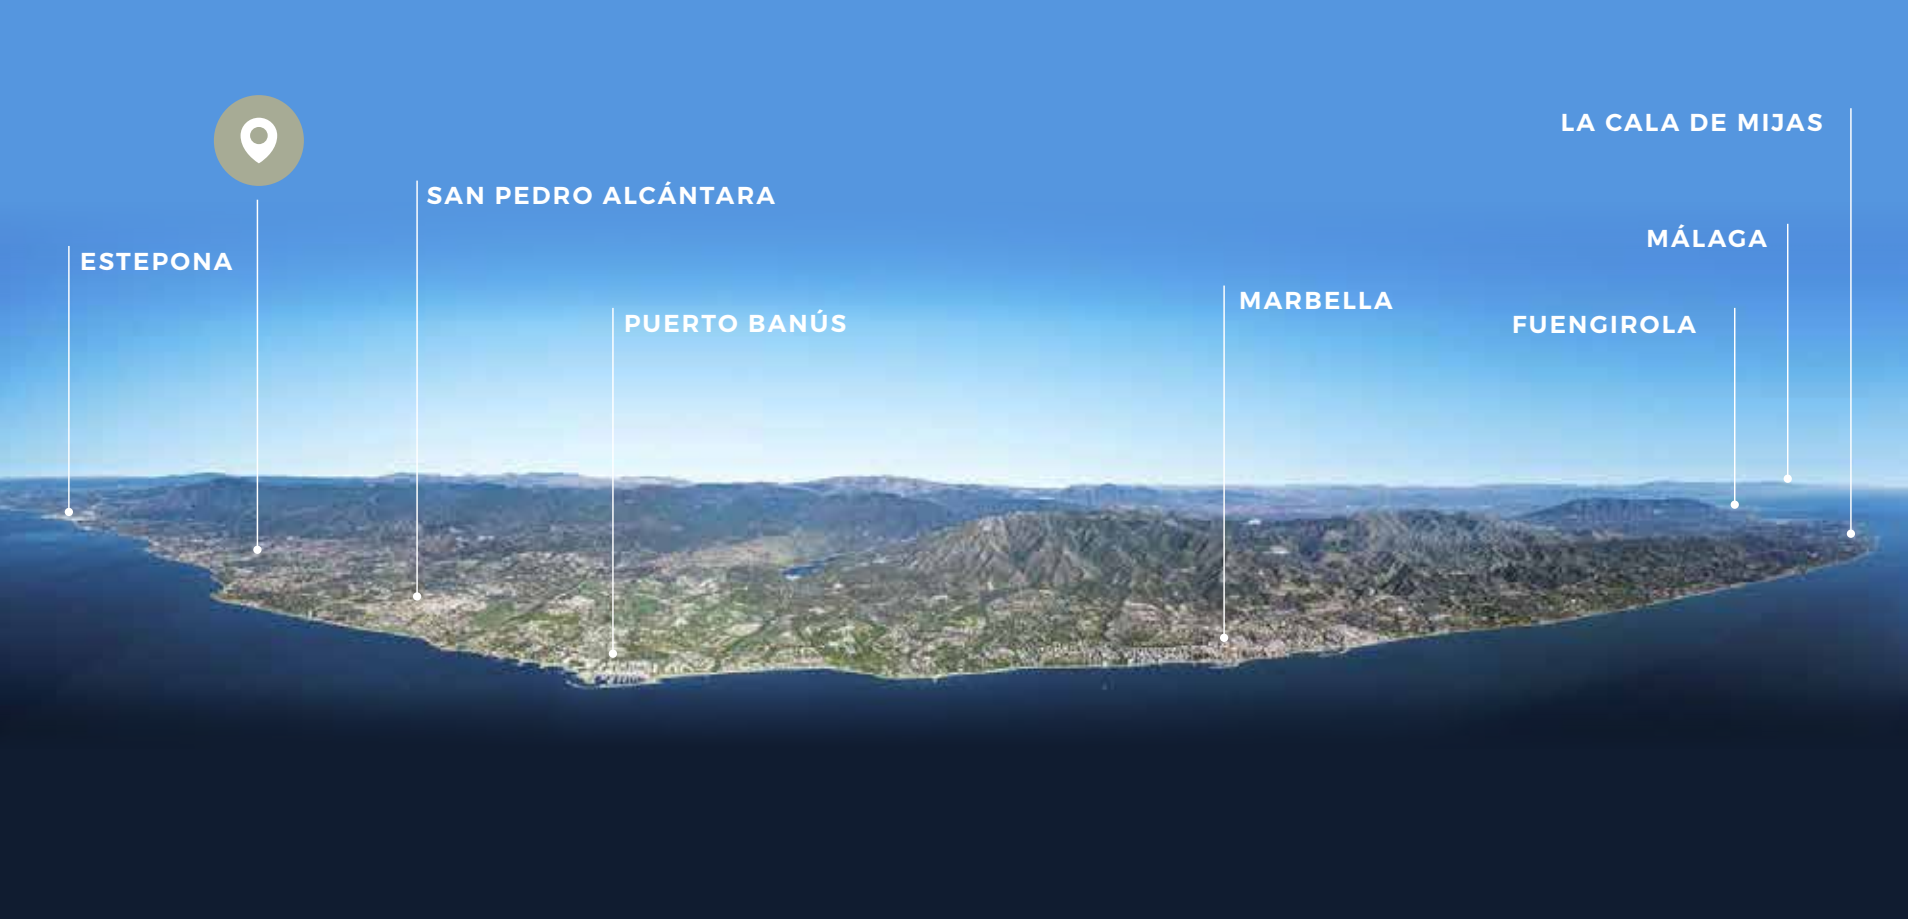 LA CALA DE MIJAS
SAN PEDRO ALCÁNTARA
MÁLAGA
ESTEPONA
MARBELLA
PUERTO BANÚS
FUENGIROLA